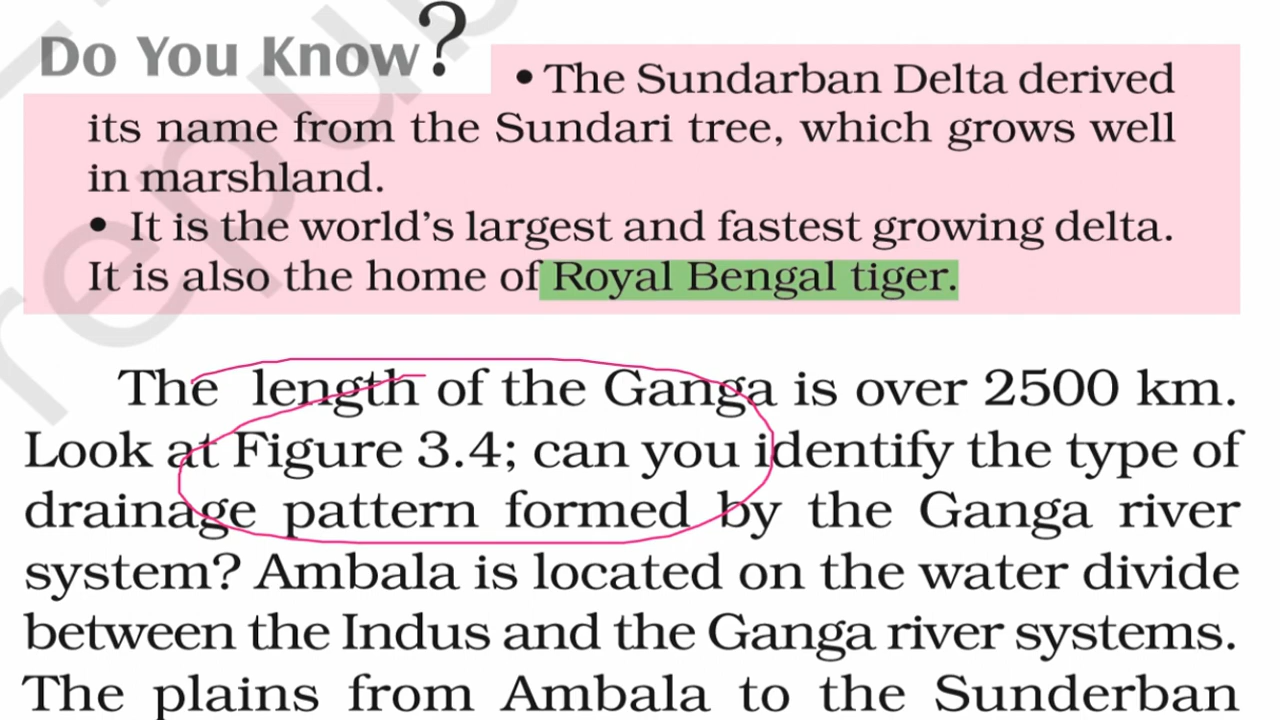 Do You Know?
• The Sundarban Delta derived
its name from the Sundari tree, which grows well
in marshland.
• It is the world’s largest and fastest growing delta.
It is also the home of Royal Bengal tiger.
The length of the Ganga is over 2500 km.
Look at Figure 3.4; can you identify the type of
drainage pattern formed by the Ganga river
system? Ambala is located on the water divide
between the Indus and the Ganga river systems.
The plains from Ambala to the Sunderban